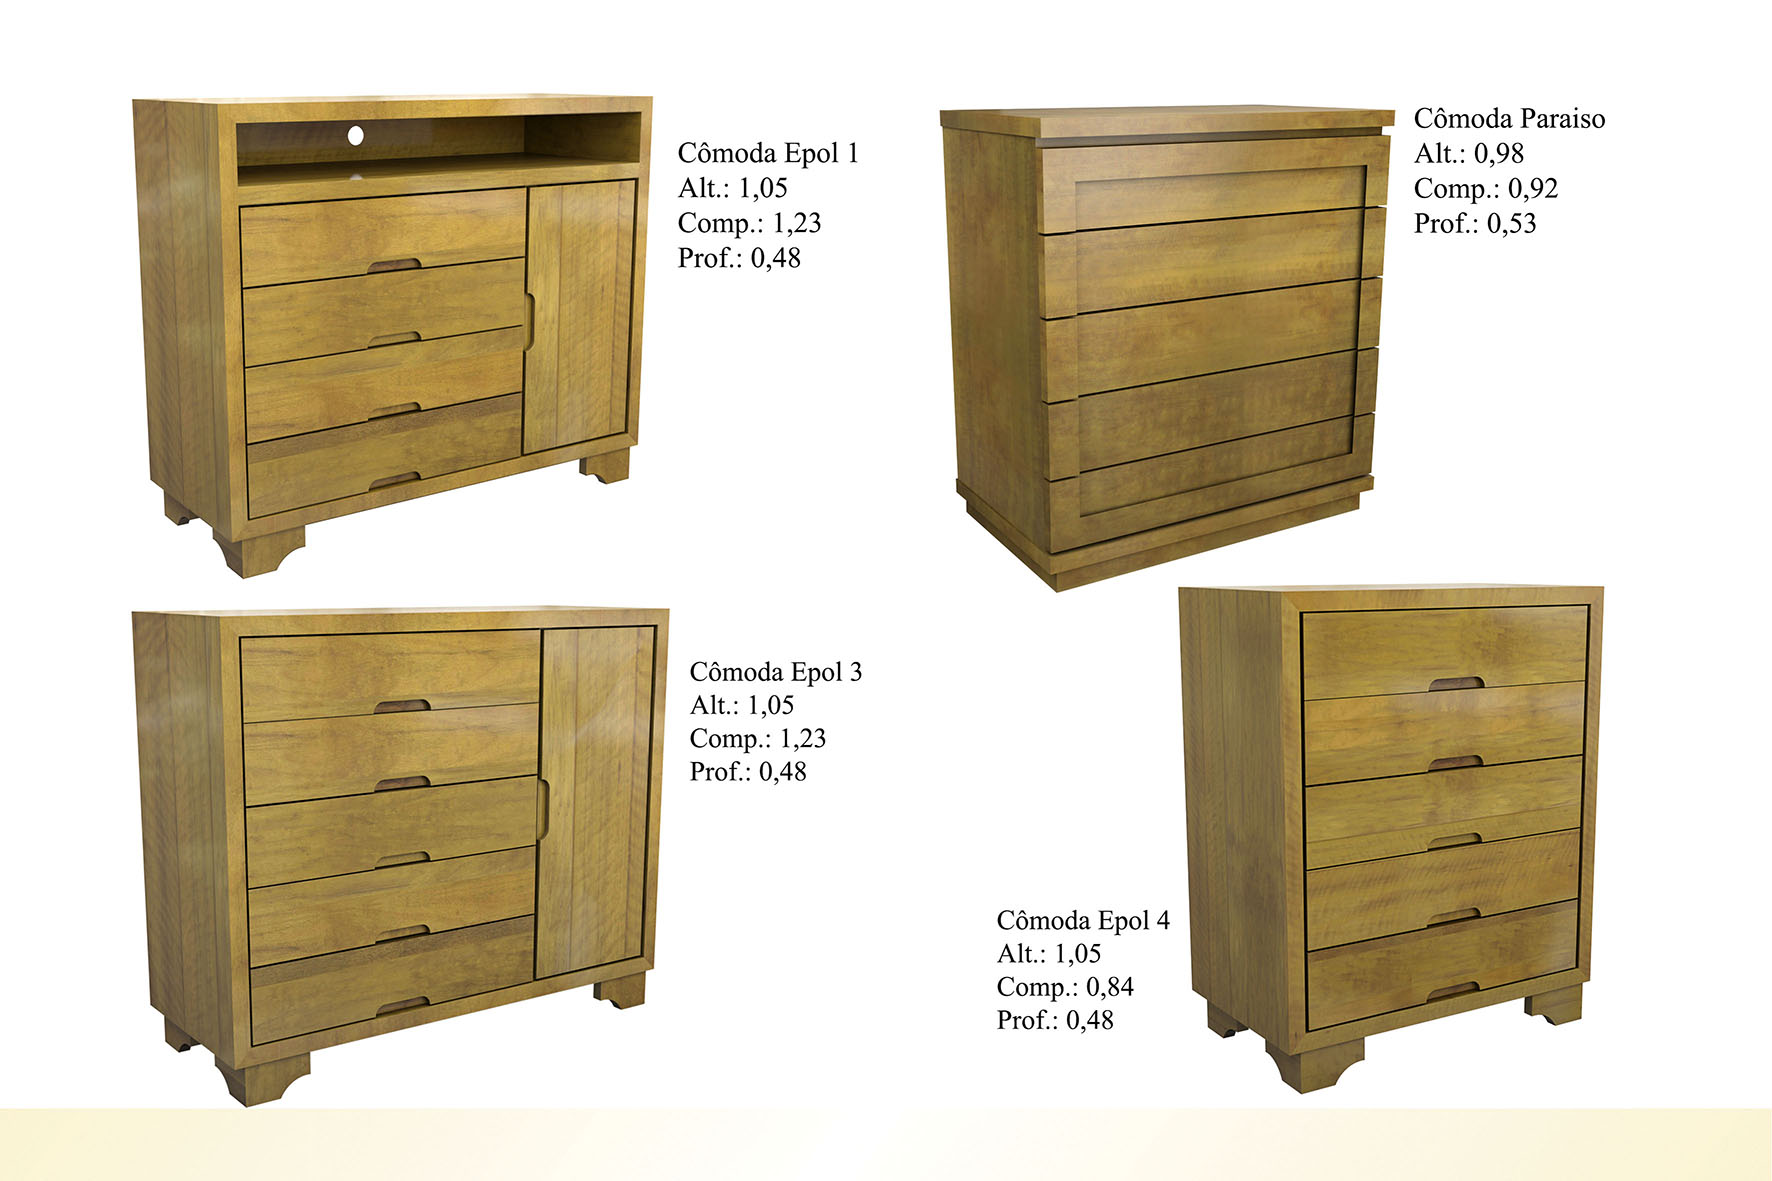 Cômoda Epol 1
Alt.: 1,05
Comp.: 1,23
Prof.: 0,48
Cômoda Paraiso
Alt.: 0,98
Comp.: 0,92
Prof.: 0,53
Cômoda Epol 3
Alt.: 1,05
Comp.: 1,23
Prof.: 0,48
Cômoda Epol 4
Alt.: 1,05
Comp.: 0,84
Prof.: 0,48